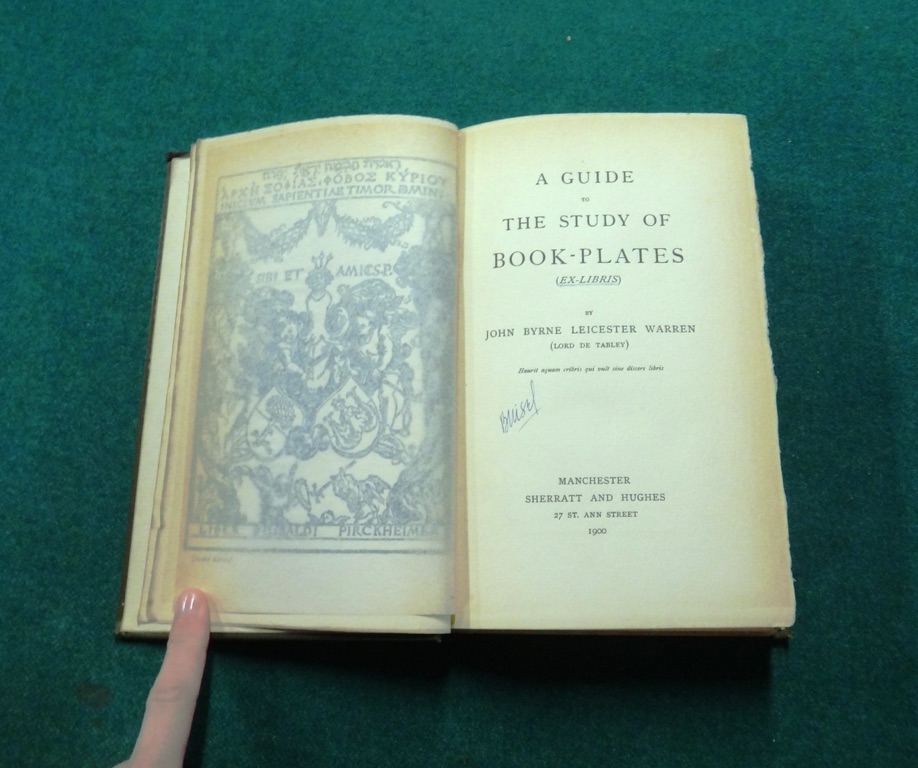 ΑΡΧΗ ΣΟΦΙΑΣ ΦΟΒΟΣ ΚΥΡΙΟΥ
INICIVM SAPIENTIAE TIMOR DOMINI
SIBI ET AMICIS P.
LIBER BILIBALDI PIRCKHEIMER
A GUIDE
TO
THE STUDY OF
BOOK-PLATES
(EX-LIBRIS)
BY
JOHN BYRNE LEICESTER WARREN
(LORD DE TABLEY)
Haurit aquam cribris qui vult sine discere libris
MANCHESTER
SHERRATT AND HUGHES
27 ST. ANN STREET
1900